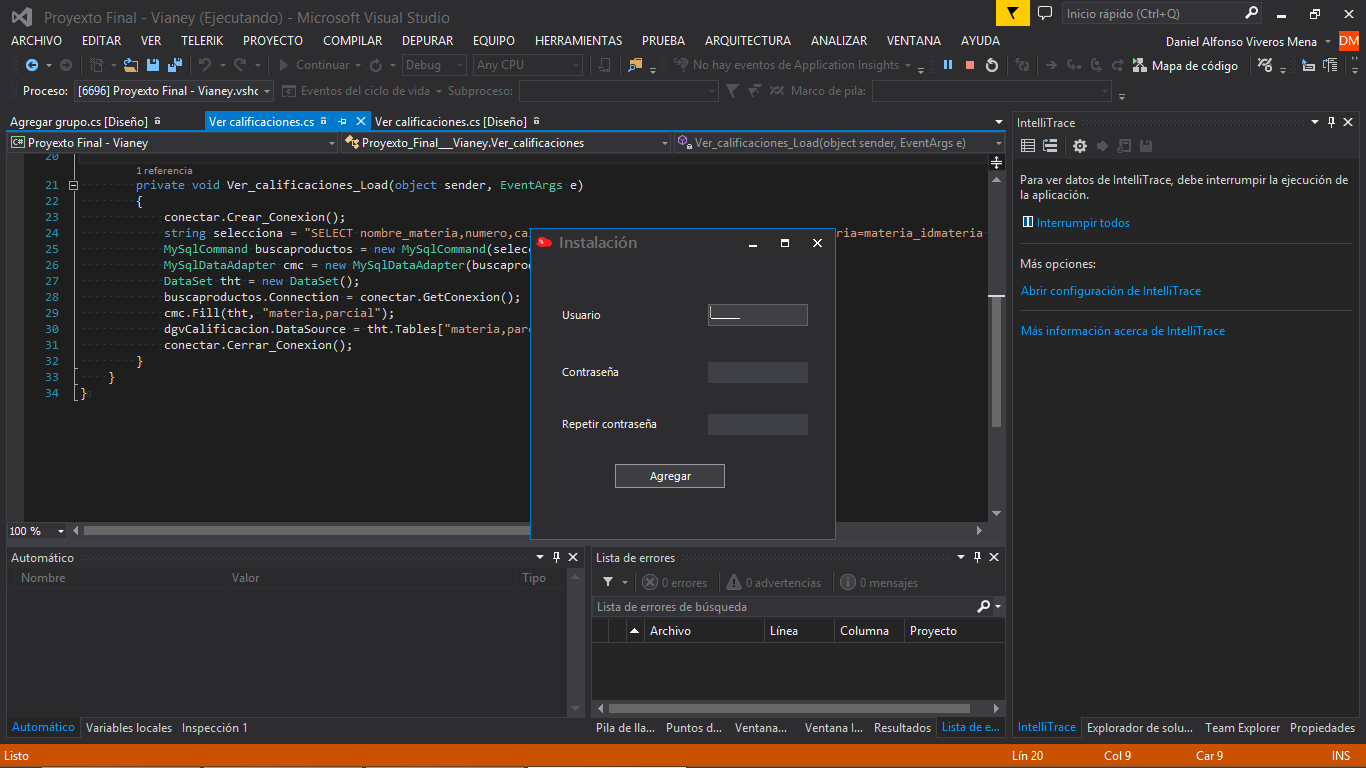 Proyexto Final - Vianey (Ejecutando) - Microsoft Visual Studio
Inicio rápido (Ctrl+Q)
ARCHIVO EDITAR VER TELERIK PROYECTO COMPILAR DEPURAR EQUIPO HERRAMIENTAS PRUEBA ARQUITECTURA ANALIZAR VENTANA AYUDA
Daniel Alfonso Viveros Mena DM
Continuar Debug Any CPU No hay eventos de Application Insights Mapa de código
Proceso: [6696] Proyexto Final - Vianey.vshc Eventos del ciclo de vida Subproceso: Marco de pila:
Agregar grupo.cs [Diseño] Ver calificaciones.cs Ver calificaciones.cs [Diseño]
C# Proyexto Final - Vianey Proyexto_Final___Vianey.Ver_calificaciones Ver_calificaciones_Load(object sender, EventArgs e)
20
1 referencia
21 private void Ver_calificaciones_Load(object sender, EventArgs e)
22 {
23 conectar.Crear_Conexion();
24 string selecciona = "SELECT nombre_materia,numero,ca ria=materia_idmateria
25 MySqlCommand buscaproductos = new MySqlCommand(selec
26 MySqlDataAdapter cmc = new MySqlDataAdapter(buscaprod
27 DataSet tht = new DataSet();
28 buscaproductos.Connection = conectar.GetConexion();
29 cmc.Fill(tht, "materia,parcial");
30 dgvCalificacion.DataSource = tht.Tables["materia,parc
31 conectar.Cerrar_Conexion();
32 }
33 }
34 }
100 %
Instalación
Usuario
Contraseña
Repetir contraseña
Agregar
IntelliTrace
Para ver datos de IntelliTrace, debe interrumpir la ejecución de
la aplicación.
Interrumpir todos
Más opciones:
Abrir configuración de IntelliTrace
Más información acerca de IntelliTrace
Automático
Nombre Valor Tipo
Lista de errores
0 errores 0 advertencias 0 mensajes
Lista de errores de búsqueda
Archivo Línea Columna Proyecto
Automático Variables locales Inspección 1
Pila de lla... Puntos d... Ventana... Ventana I... Resultados Lista de e...
IntelliTrace Explorador de solu... Team Explorer Propiedades
Listo Lín 20 Col 9 Car 9 INS